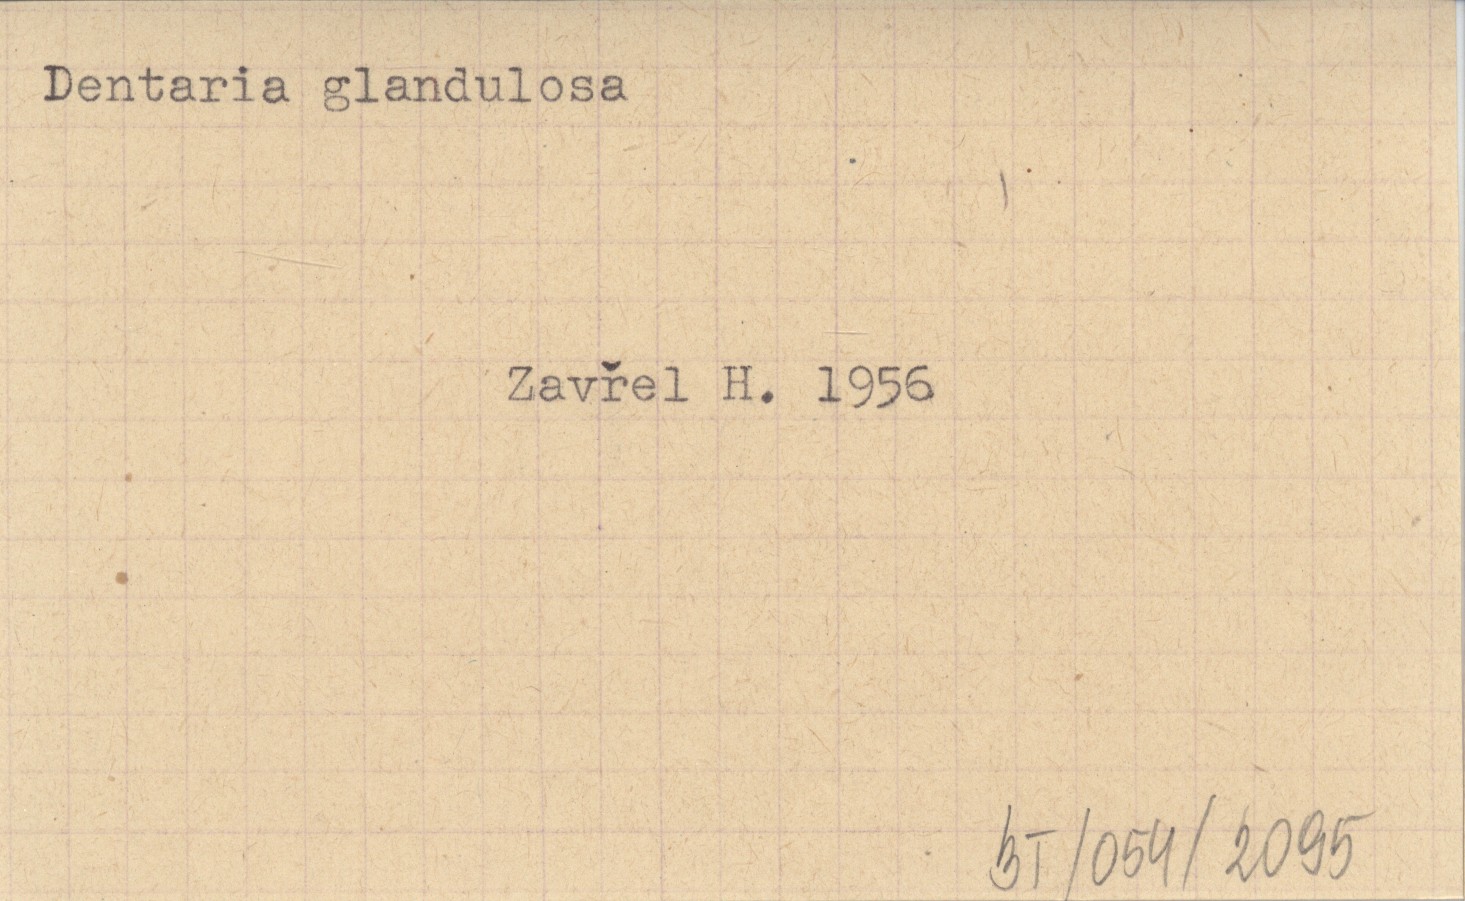 Dentaria glandulosa
Zavřel H. 1956
BT/054/2095